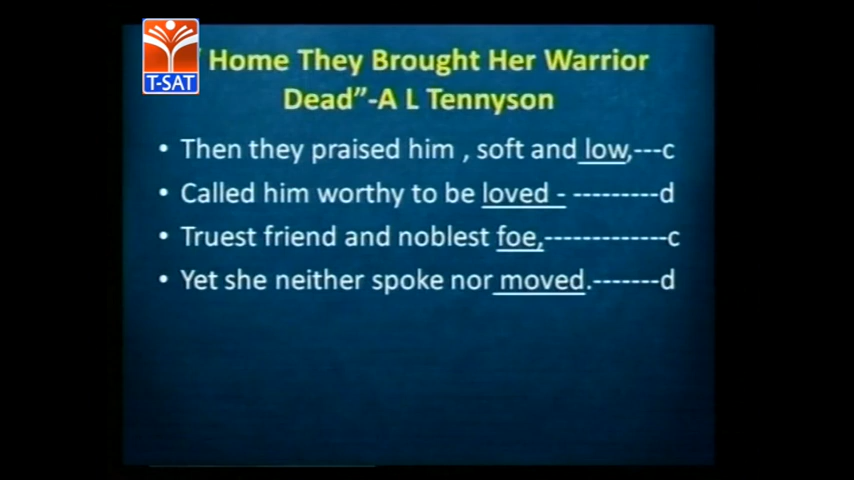 T-SAT
" Home They Brought Her Warrior
Dead”-A L Tennyson
• Then they praised him , soft and low,---c
• Called him worthy to be loved - ---------d
• Truest friend and noblest foe,-------------c
• Yet she neither spoke nor moved.-------d